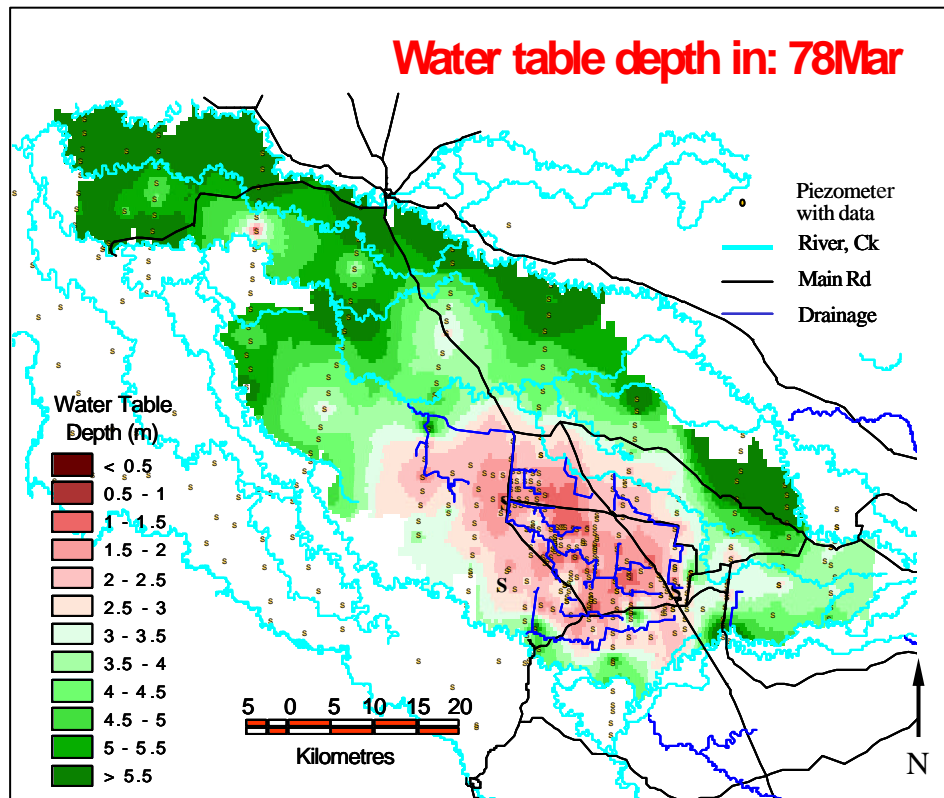 Water table depth in: 78Mar
Piezometer
with data
River, Ck
Main Rd
Drainage
Water Table
Depth (m)
< 0.5
0.5 - 1
1 - 1.5
1.5 - 2
2 - 2.5
2.5 - 3
3 - 3.5
3.5 - 4
4 - 4.5
4.5 - 5
5 - 5.5
> 5.5
S
S
5 0 5 10 15 20
Kilometres
N